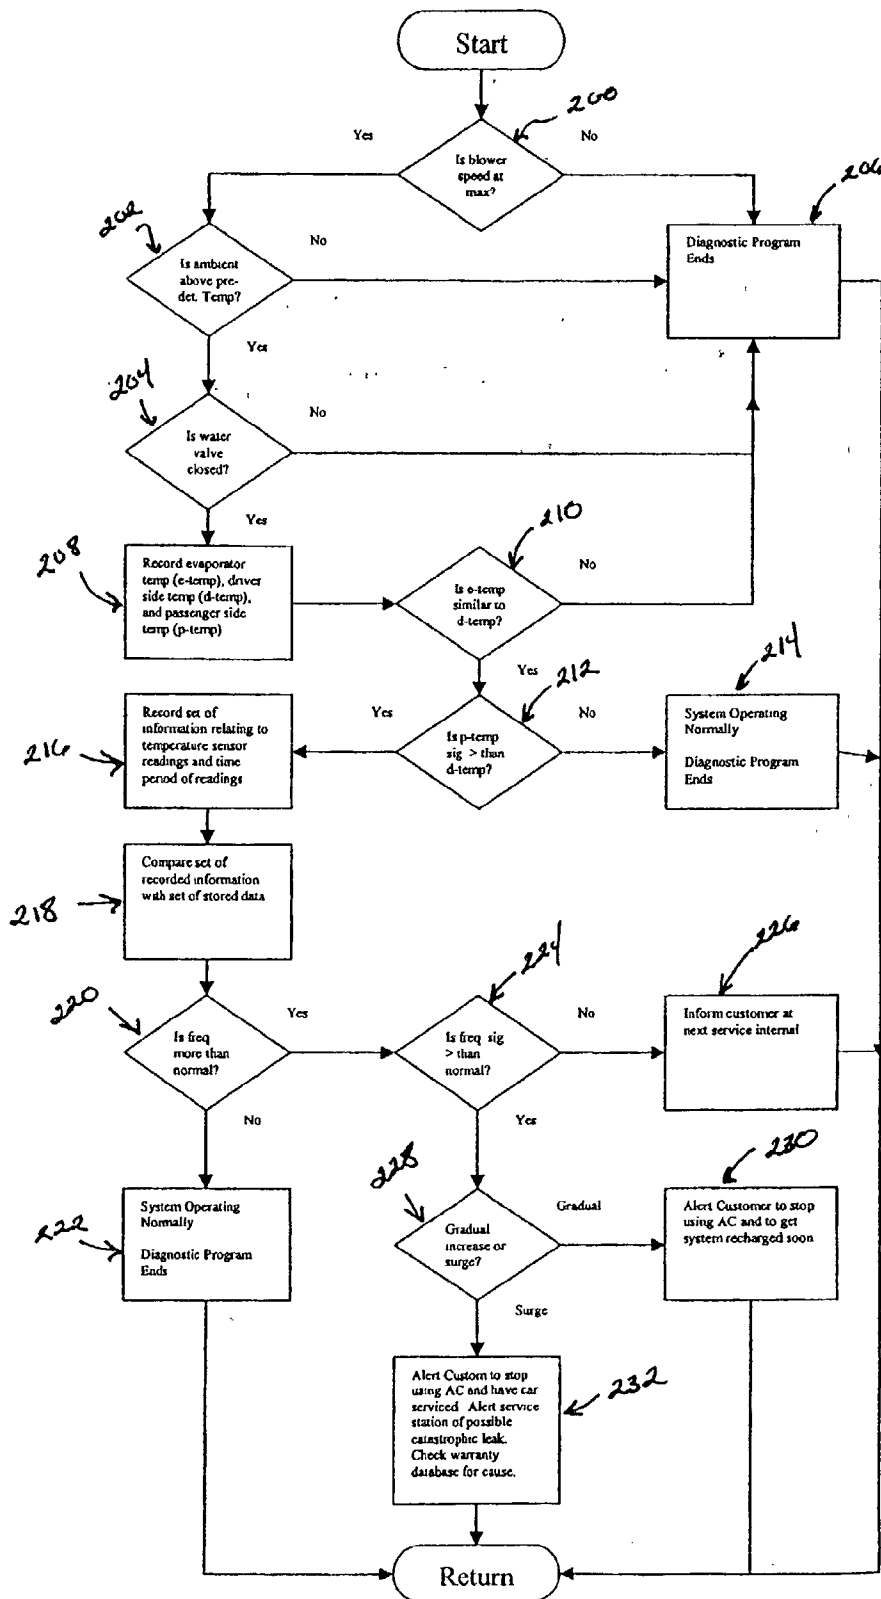 Start
200
Yes
No
Is blower
speed at
max?
206
202
Diagnostic Program
Ends
No
Is ambient
above pre-
det. Temp?
Yes
204
No
Is water
valve
closed?
Yes
210
208
Record evaporator
temp (e-temp), driver
side temp (d-temp),
and passenger side
temp (p-temp)
No
Is e-temp
similar to
d-temp?
214
Yes
212
Record set of
information relating to
temperature sensor
readings and time
period of readings
Yes
No
System Operating
Normally
Diagnostic Program
Ends
216
Is p-temp
sig > than
d-temp?
Compare set of
recorded information
with set of stored data
218
226
224
220
Yes
No
Inform customer at
next service internal
Is freq
more than
normal?
Is freq sig
> than
normal?
No
Yes
230
228
System Operating
Normally
Diagnostic Program
Ends
222
Gradual
Alert Customer to stop
using AC and to get
system recharged soon
Gradual
increase or
surge?
Surge
Alert Custom to stop
using AC and have car
serviced. Alert service
station of possible
catastrophic leak.
Check warranty
database for cause.
232
Return